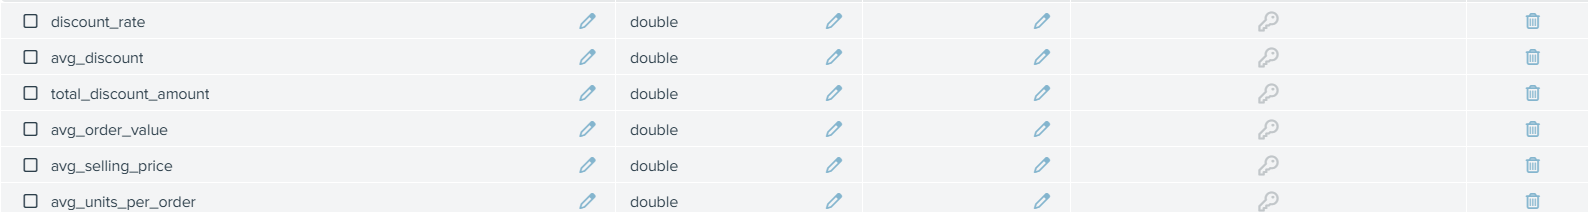 discount_rate double
avg_discount double
total_discount_amount double
avg_order_value double
avg_selling_price double
avg_units_per_order double